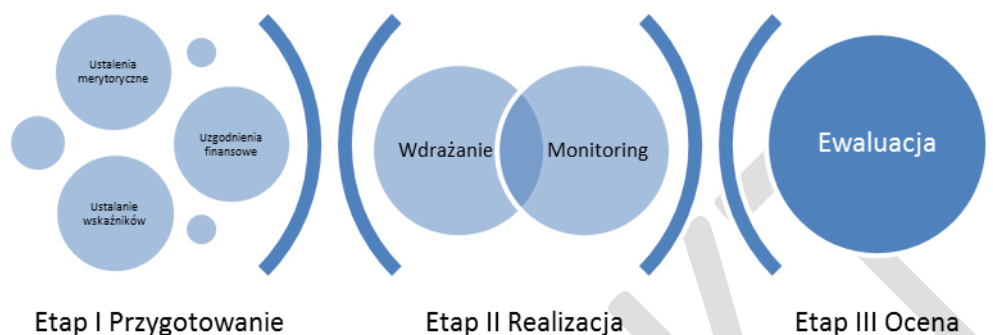 Ustalenia
merytoryczne
Uzgodnienia
finansowe
Ustalanie
wskaźników
Etap I Przygotowanie
Wdrażanie
Monitoring
Etap II Realizacja
Ewaluacja
Etap III Ocena